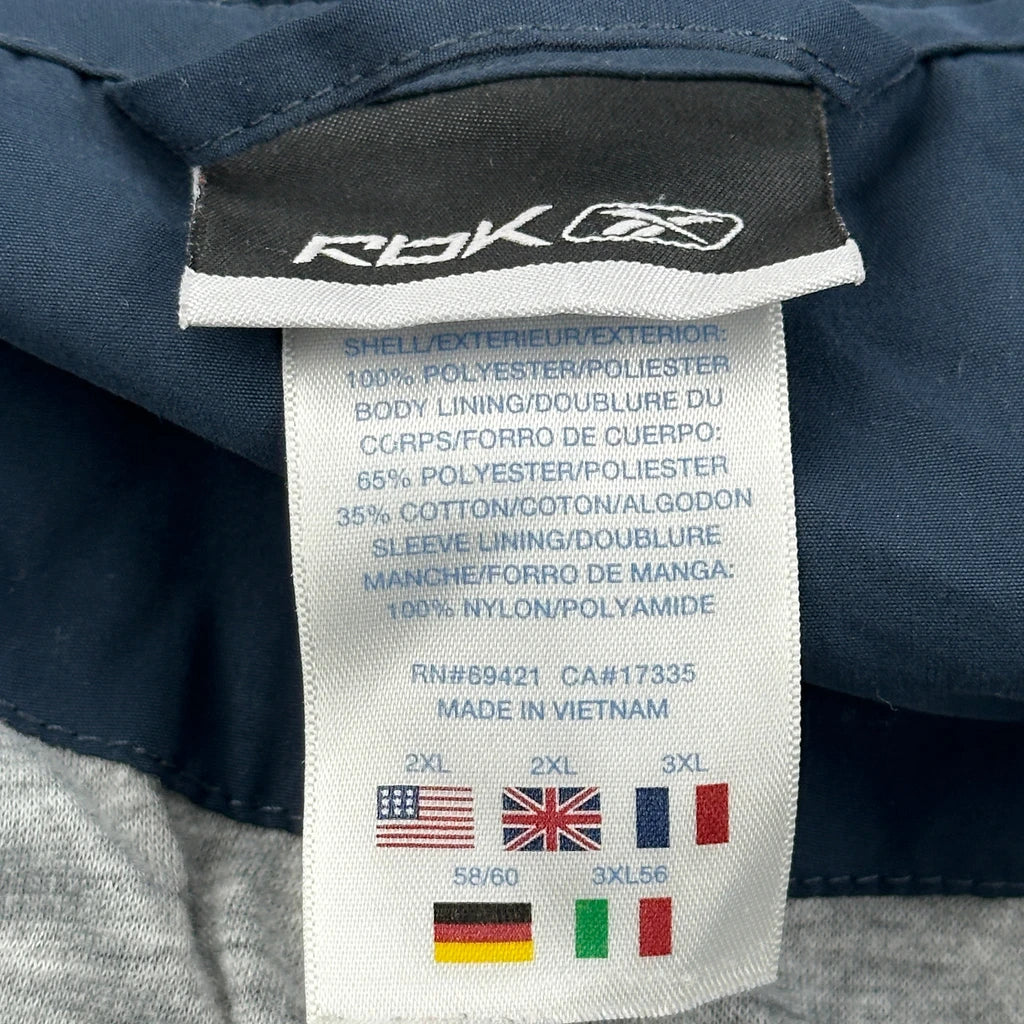 RBK
SHELL/EXTERIEUR/EXTERIOR:
100% POLYESTER/POLIESTER
BODY LINING/DOUBLURE DU
CORPS/FORRO DE CUERPO:
65% POLYESTER/POLIESTER
35% COTTON/COTON/ALGODON
SLEEVE LINING/DOUBLURE
MANCHE/FORRO DE MANGA:
100% NYLON/POLYAMIDE
RN#69421 CA#17335
MADE IN VIETNAM
2XL 2XL 3XL
58/60 3XL56